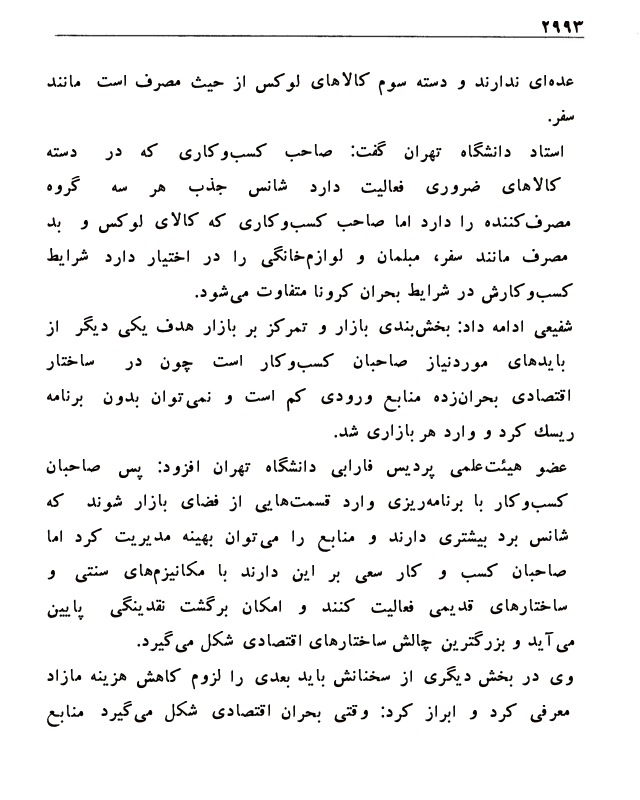 ۲۹۹۳
عده‌ای ندارند و دسته سوم کالاهای لوکس از حیث مصرف است مانند
سفر.
استاد دانشگاه تهران گفت: صاحب کسب‌وکاری که در دسته
کالاهای ضروری فعالیت دارد شانس جذب هر سه گروه
مصرف‌کننده را دارد اما صاحب کسب‌وکاری که کالای لوکس و بد
مصرف مانند سفر، مبلمان و لوازم‌خانگی را در اختیار دارد شرایط
کسب‌وکارش در شرایط بحران کرونا متفاوت می‌شود.
شفیعی ادامه داد: بخش‌بندی بازار و تمرکز بر بازار هدف یکی دیگر از
بایدهای موردنیاز صاحبان کسب‌وکار است چون در ساختار
اقتصادی بحران‌زده منابع ورودی کم است و نمی‌توان بدون برنامه
ریسک کرد و وارد هر بازاری شد.
عضو هیئت‌علمی پردیس فارابی دانشگاه تهران افزود: پس صاحبان
کسب‌وکار با برنامه‌ریزی وارد قسمت‌هایی از فضای بازار شوند که
شانس برد بیشتری دارند و منابع را می‌توان بهینه مدیریت کرد اما
صاحبان کسب و کار سعی بر این دارند با مکانیزم‌های سنتی و
ساختارهای قدیمی فعالیت کنند و امکان برگشت نقدینگی پایین
می‌آید و بزرگترین چالش ساختارهای اقتصادی شکل می‌گیرد.
وی در بخش دیگری از سخنانش باید بعدی را لزوم کاهش هزینه مازاد
معرفی کرد و ابراز کرد: وقتی بحران اقتصادی شکل می‌گیرد منابع